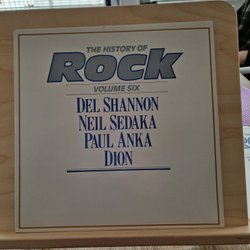 THE HISTORY OF
Rock
VOLUME SIX
DEL SHANNON
NEIL SEDAKA
PAUL ANKA
DION